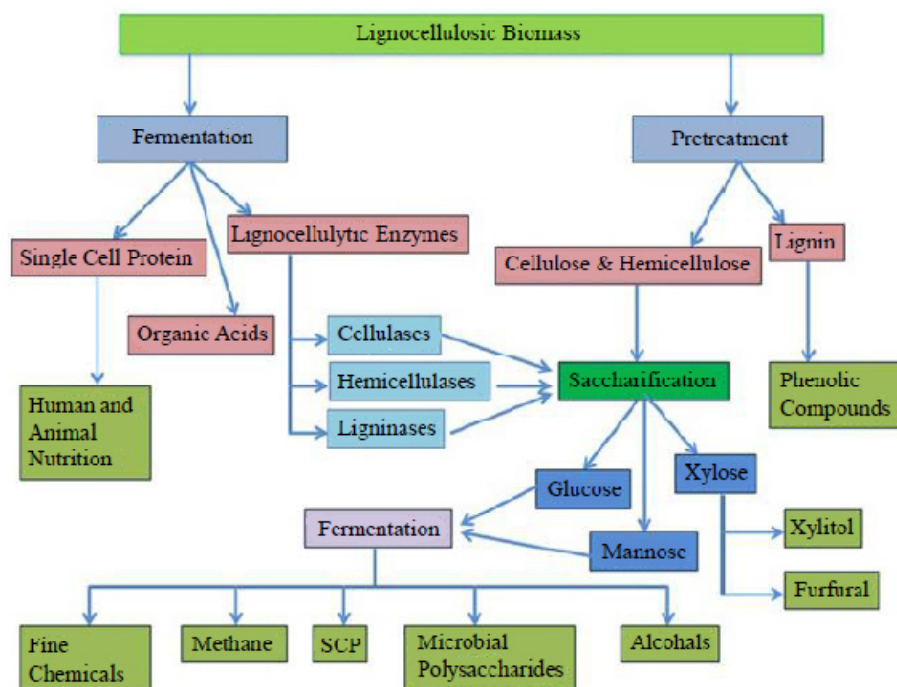 Lignocellulosic Biomass
Fermentation
Pretreatment
Lignocellulytic Enzymes
Lignin
Single Cell Protein
Cellulose & Hemicellulose
Organic Acids
Cellulases
Hemicellulases
Saccharification
Phenolic
Compounds
Human and
Animal
Nutrition
Ligninases
Glucose
Xylose
Fermentation
Mannose
Xylitol
Furfural
Fine
Chemicals
Methane
SCP
Microbial
Polysaccharides
Alcohals